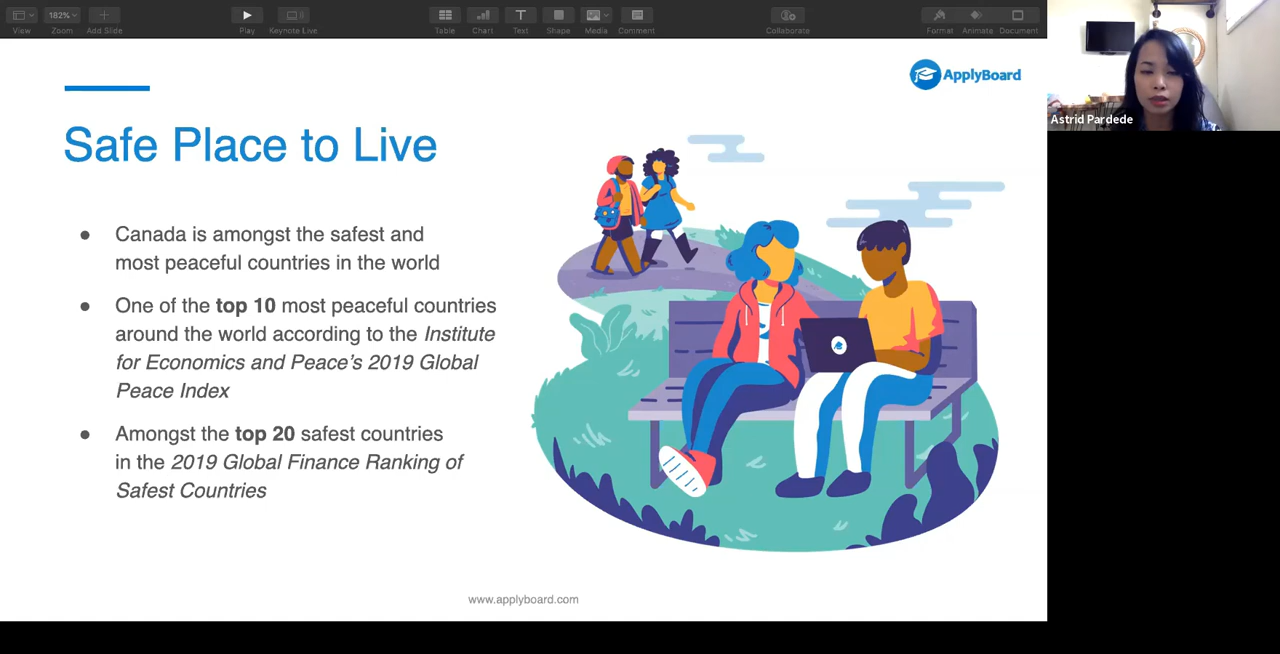 182%
View
Zoom
Add Slide
Play
Keynote Live
Table
Chart
Text
Shape
Media
Comment
Collaborate
Format
Animate
Document
ApplyBoard
Astrid Pardede
Safe Place to Live
● Canada is amongst the safest and
most peaceful countries in the world
● One of the top 10 most peaceful countries
around the world according to the Institute
for Economics and Peace’s 2019 Global
Peace Index
● Amongst the top 20 safest countries
in the 2019 Global Finance Ranking of
Safest Countries
www.applyboard.com